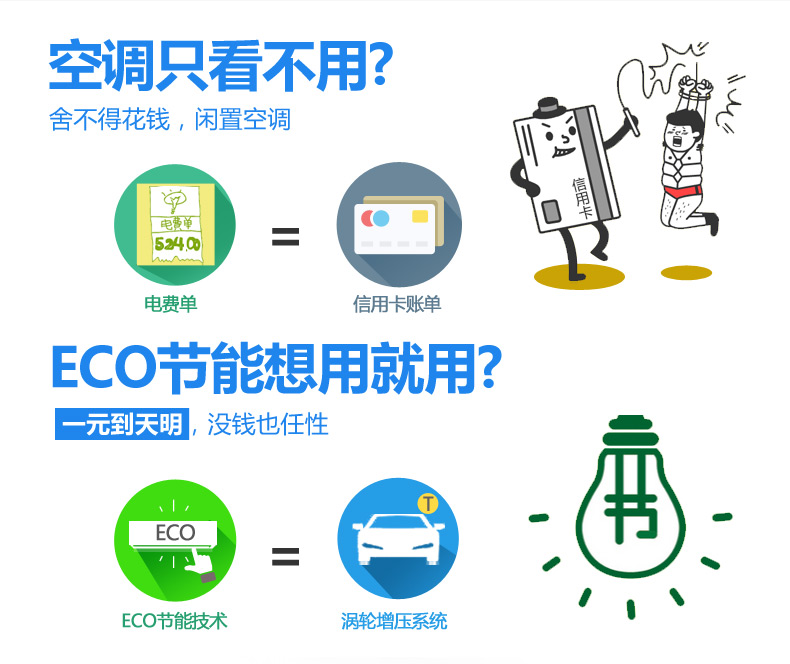 空调只看不用?
舍不得花钱，闲置空调
信用卡
电费单
524.00
=
电费单
信用卡账单
ECO节能想用就用?
一元到天明，没钱也任性
T
ECO
=
ECO节能技术
涡轮增压系统